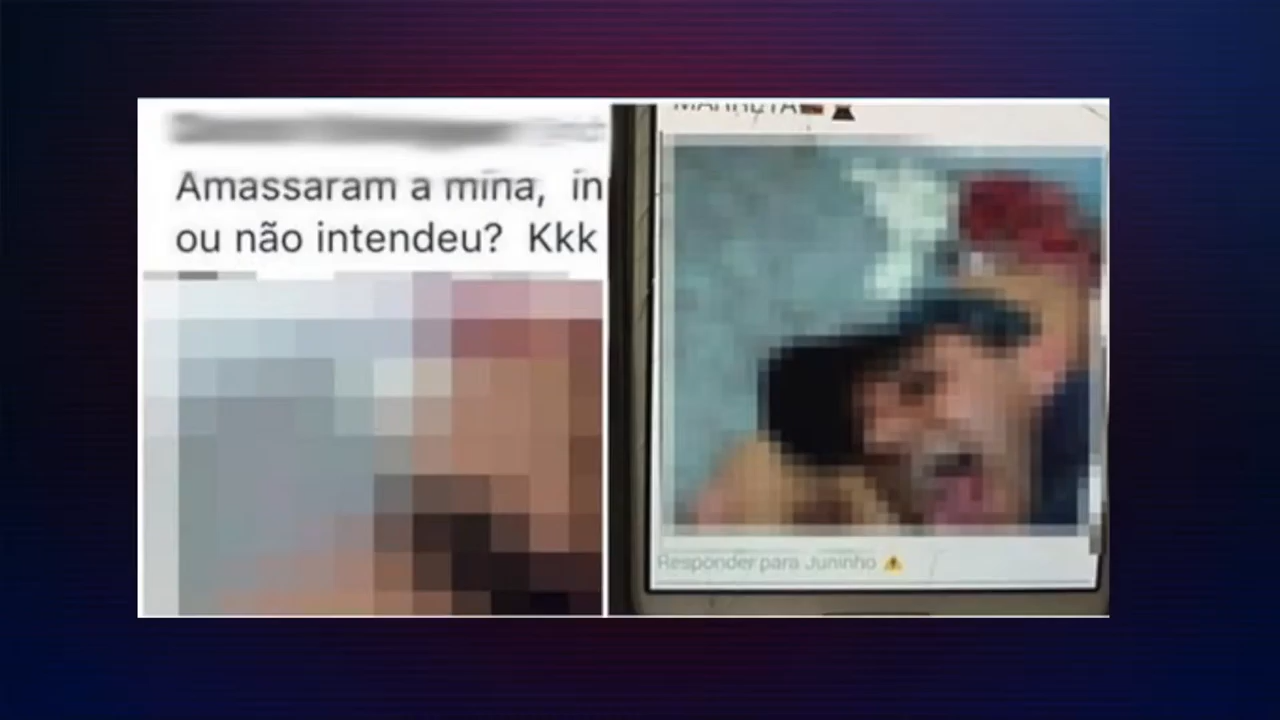 Amassaram a mina, in
ou não intendeu? Kkk
Responder para Juninho ⚠️